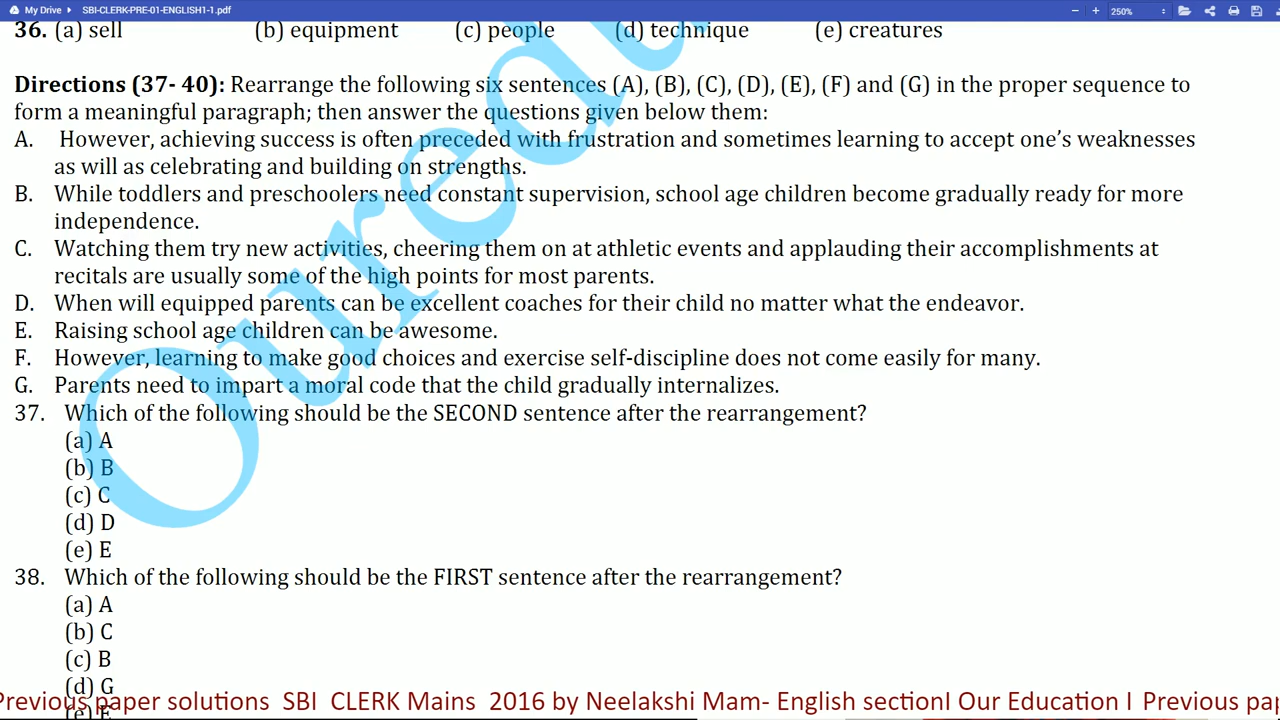 My Drive ▸ SBI-CLERK-PRE-01-ENGLISH1-1.pdf
250%
36. (a) sell (b) equipment (c) people (d) technique (e) creatures
Directions (37- 40): Rearrange the following six sentences (A), (B), (C), (D), (E), (F) and (G) in the proper sequence to
form a meaningful paragraph; then answer the questions given below them:
A. However, achieving success is often preceded with frustration and sometimes learning to accept one's weaknesses
as will as celebrating and building on strengths.
B. While toddlers and preschoolers need constant supervision, school age children become gradually ready for more
independence.
C. Watching them try new activities, cheering them on at athletic events and applauding their accomplishments at
recitals are usually some of the high points for most parents.
D. When will equipped parents can be excellent coaches for their child no matter what the endeavor.
E. Raising school age children can be awesome.
F. However, learning to make good choices and exercise self-discipline does not come easily for many.
G. Parents need to impart a moral code that the child gradually internalizes.
37. Which of the following should be the SECOND sentence after the rearrangement?
(a) A
(b) B
(c) C
(d) D
(e) E
38. Which of the following should be the FIRST sentence after the rearrangement?
(a) A
(b) C
(c) B
(d) G
(e) E
Previous paper solutions SBI CLERK Mains 2016 by Neelakshi Mam- English sectionI Our Education I Previous pa
Oured